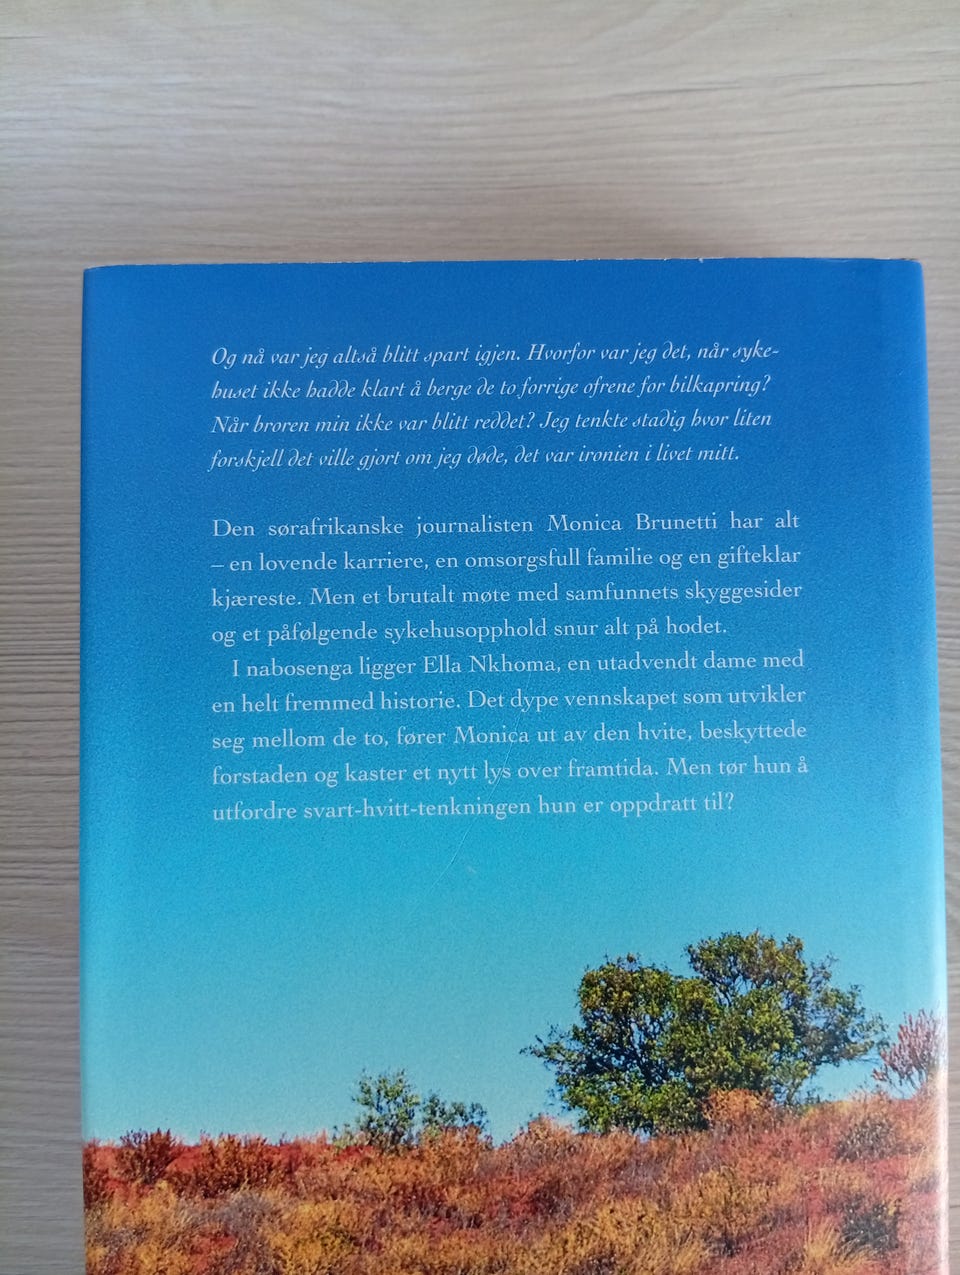 Og nå var jeg altså blitt spart igjen. Hvorfor var jeg det, når syke-
huset ikke hadde klart å berge de to forrige ofrene for bilkapring?
Når broren min ikke var blitt reddet? Jeg tenkte stadig hvor liten
forskjell det ville gjort om jeg døde, det var ironien i livet mitt.
Den sørafrikanske journalisten Monica Brunetti har alt
– en lovende karriere, en omsorgsfull familie og en gifteklar
kjæreste. Men et brutalt møte med samfunnets skyggesider
og et påfølgende sykehusopphold snur alt på hodet.
I nabosenga ligger Ella Nkhoma, en utadvendt dame med
en helt fremmed historie. Det dype vennskapet som utvikler
seg mellom de to, fører Monica ut av den hvite, beskyttede
forstaden og kaster et nytt lys over framtida. Men tør hun å
utfordre svart-hvitt-tenkningen hun er oppdratt til?